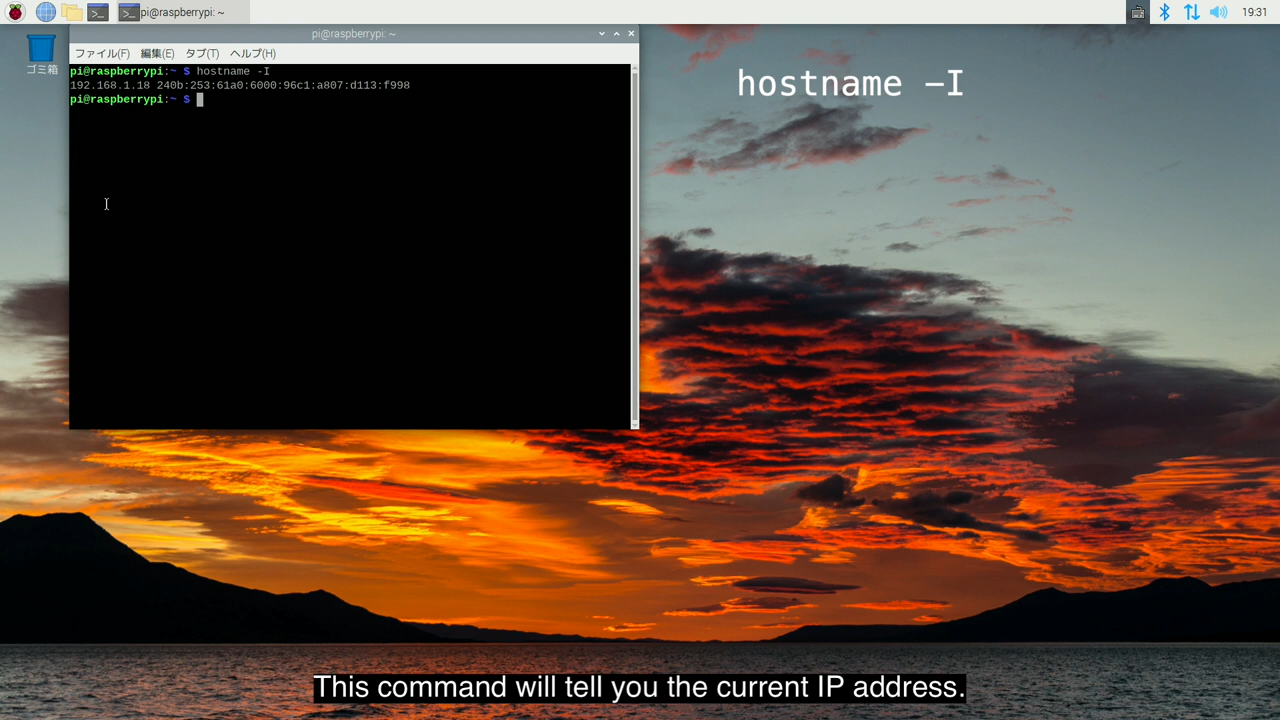 pi@raspberrypi: ~
19:31
pi@raspberrypi: ~
ファイル(F) 編集(E) タブ(T) ヘルプ(H)
ゴミ箱
pi@raspberrypi:~ $ hostname -I
192.168.1.18 240b:253:61a0:6000:96c1:a807:d113:f998
pi@raspberrypi:~ $
hostname -I
This command will tell you the current IP address.